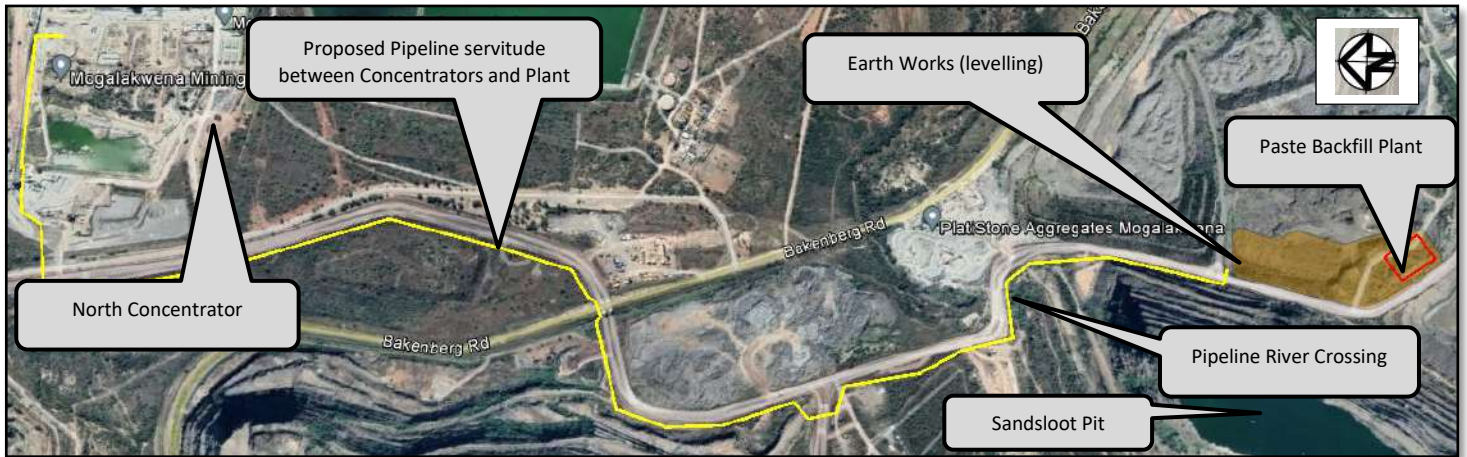 Mogalakwena Mining
Proposed Pipeline servitude
between Concentrators and Plant
Earth Works (levelling)
Paste Backfill Plant
Plat Stone Aggregates Mogalakwena
Bakenberg Rd
North Concentrator
Bakenberg Rd
Pipeline River Crossing
Sandsloot Pit